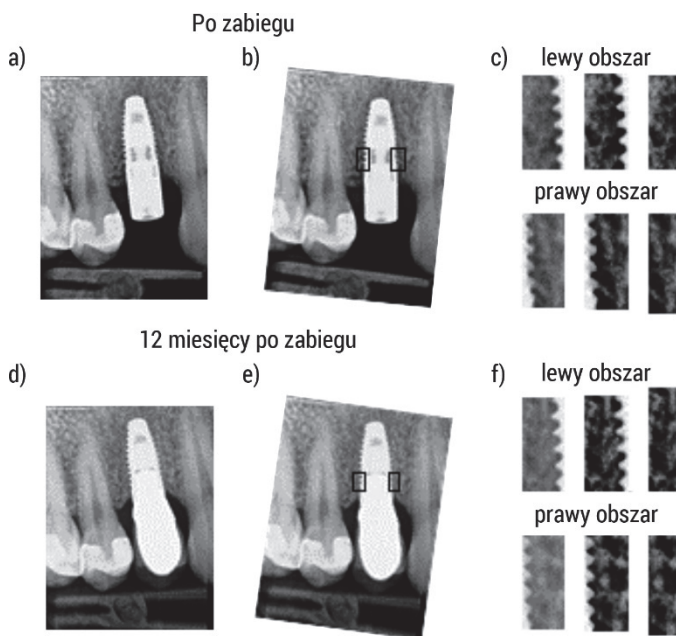 Po zabiegu
a)
b)
c)
lewy obszar
prawy obszar
12 miesięcy po zabiegu
d)
e)
f)
lewy obszar
prawy obszar